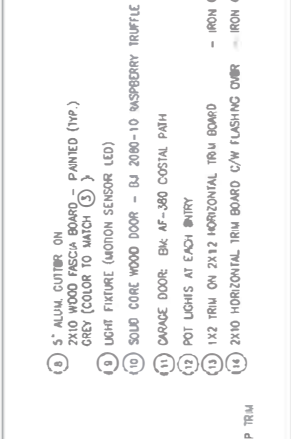 (8) 5" ALUM. GUTTER ON
2X10 WOOD FASCIA BOARD – PAINTED (TYP.)
GREY (COLOR TO MATCH (3) )
(9) LIGHT FIXTURE (MOTION SENSOR LED)
(10) SOLID CORE WOOD DOOR – BJ 2080-10 RASPBERRY TRUFFLE
(11) GARAGE DOOR: BM: AF-380 COSTAL PATH
(12) POT LIGHTS AT EACH ENTRY
(13) 1X2 TRIM ON 2X12 HORIZONTAL TRIM BOARD – IRON
(14) 2X10 HORIZONTAL TRIM BOARD C/W FLASHING OVER – IRON
P TRIM